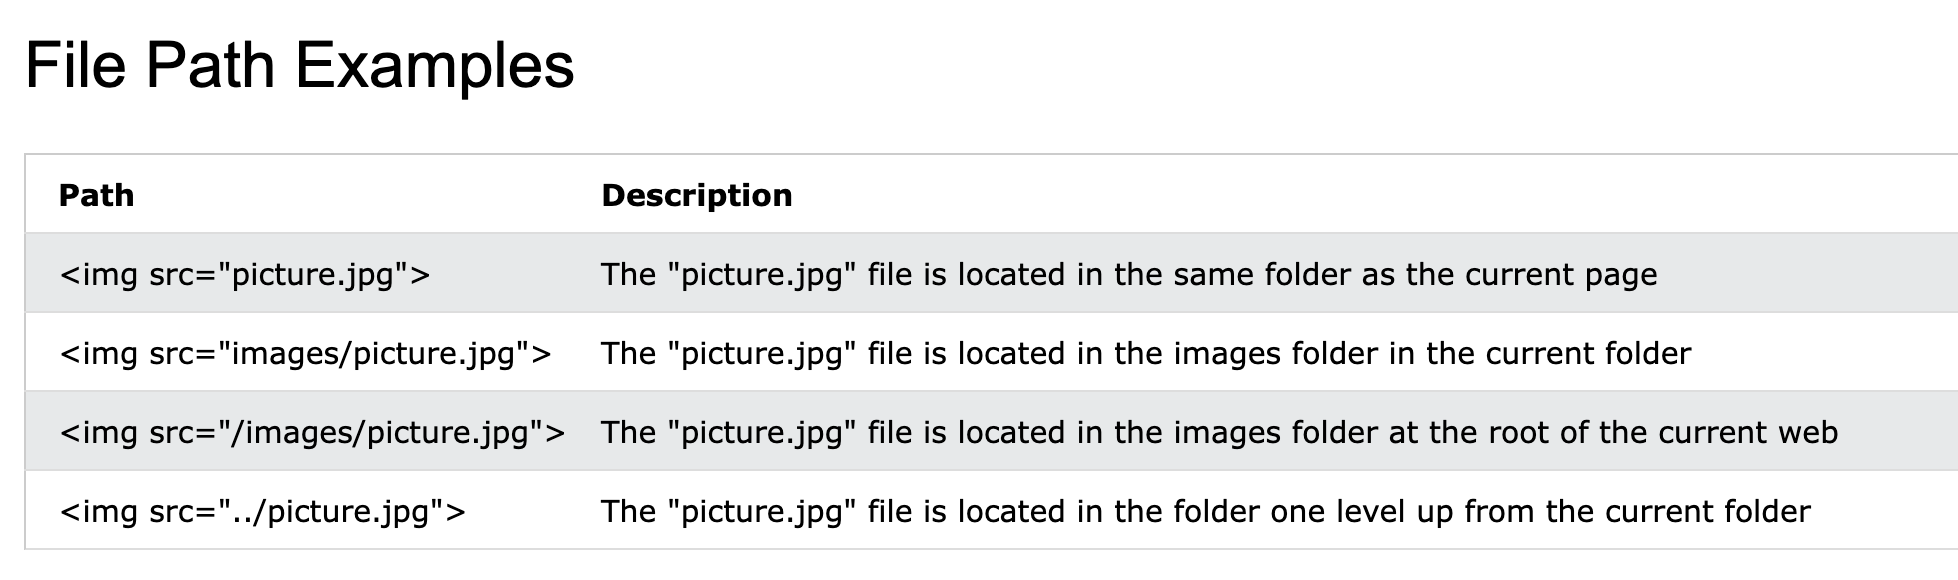 File Path Examples
Path Description
<img src="picture.jpg"> The "picture.jpg" file is located in the same folder as the current page
<img src="images/picture.jpg"> The "picture.jpg" file is located in the images folder in the current folder
<img src="/images/picture.jpg"> The "picture.jpg" file is located in the images folder at the root of the current web
<img src="../picture.jpg"> The "picture.jpg" file is located in the folder one level up from the current folder